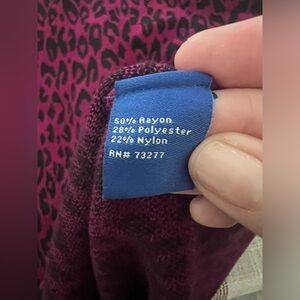 50% Rayon
28% Polyester
22% Nylon
RN# 73277